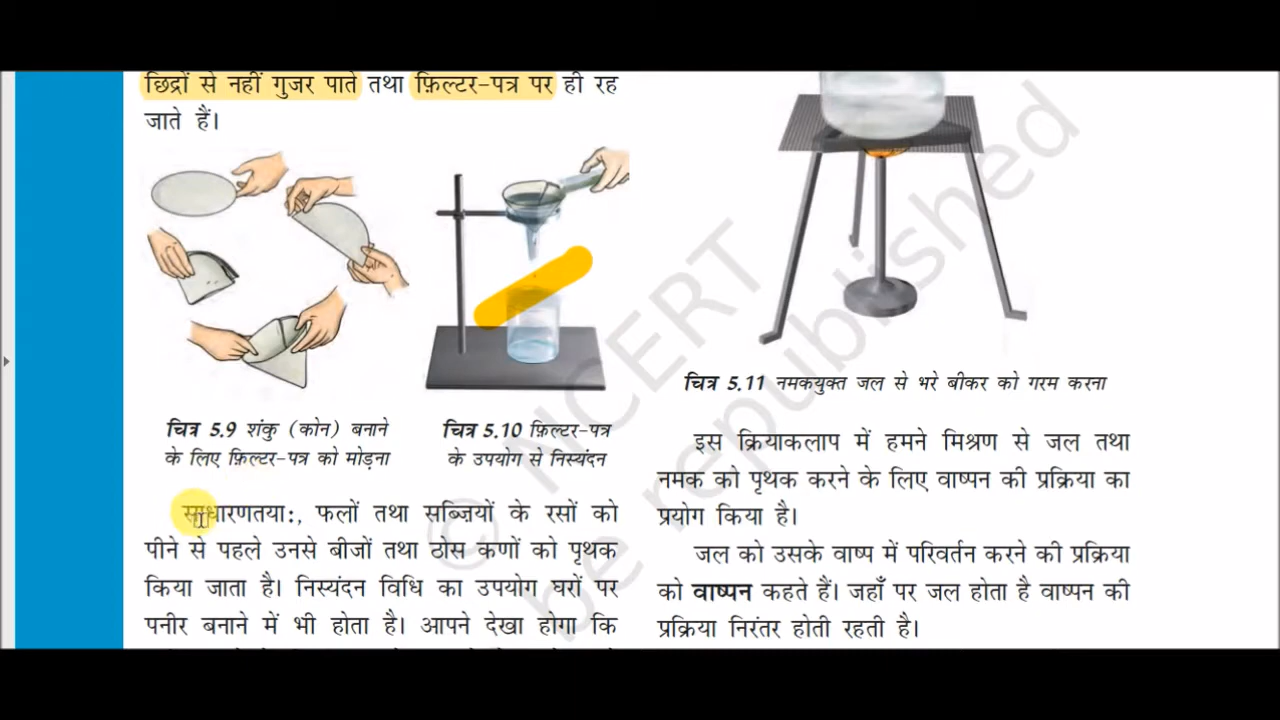 छिद्रों से नहीं गुजर पाते तथा फ़िल्टर-पत्र पर ही रह
जाते हैं।
चित्र 5.9 शंकु (कोन) बनाने
के लिए फ़िल्टर-पत्र को मोड़ना
चित्र 5.10 फ़िल्टर-पत्र
के उपयोग से निस्यंदन
साधारणतया:, फलों तथा सब्ज़ियों के रसों को
पीने से पहले उनसे बीजों तथा ठोस कणों को पृथक
किया जाता है। निस्यंदन विधि का उपयोग घरों पर
पनीर बनाने में भी होता है। आपने देखा होगा कि
चित्र 5.11 नमकयुक्त जल से भरे बीकर को गरम करना
इस क्रियाकलाप में हमने मिश्रण से जल तथा
नमक को पृथक करने के लिए वाष्पन की प्रक्रिया का
प्रयोग किया है।
जल को उसके वाष्प में परिवर्तन करने की प्रक्रिया
को वाष्पन कहते हैं। जहाँ पर जल होता है वाष्पन की
प्रक्रिया निरंतर होती रहती है।
© NCERT
be republished